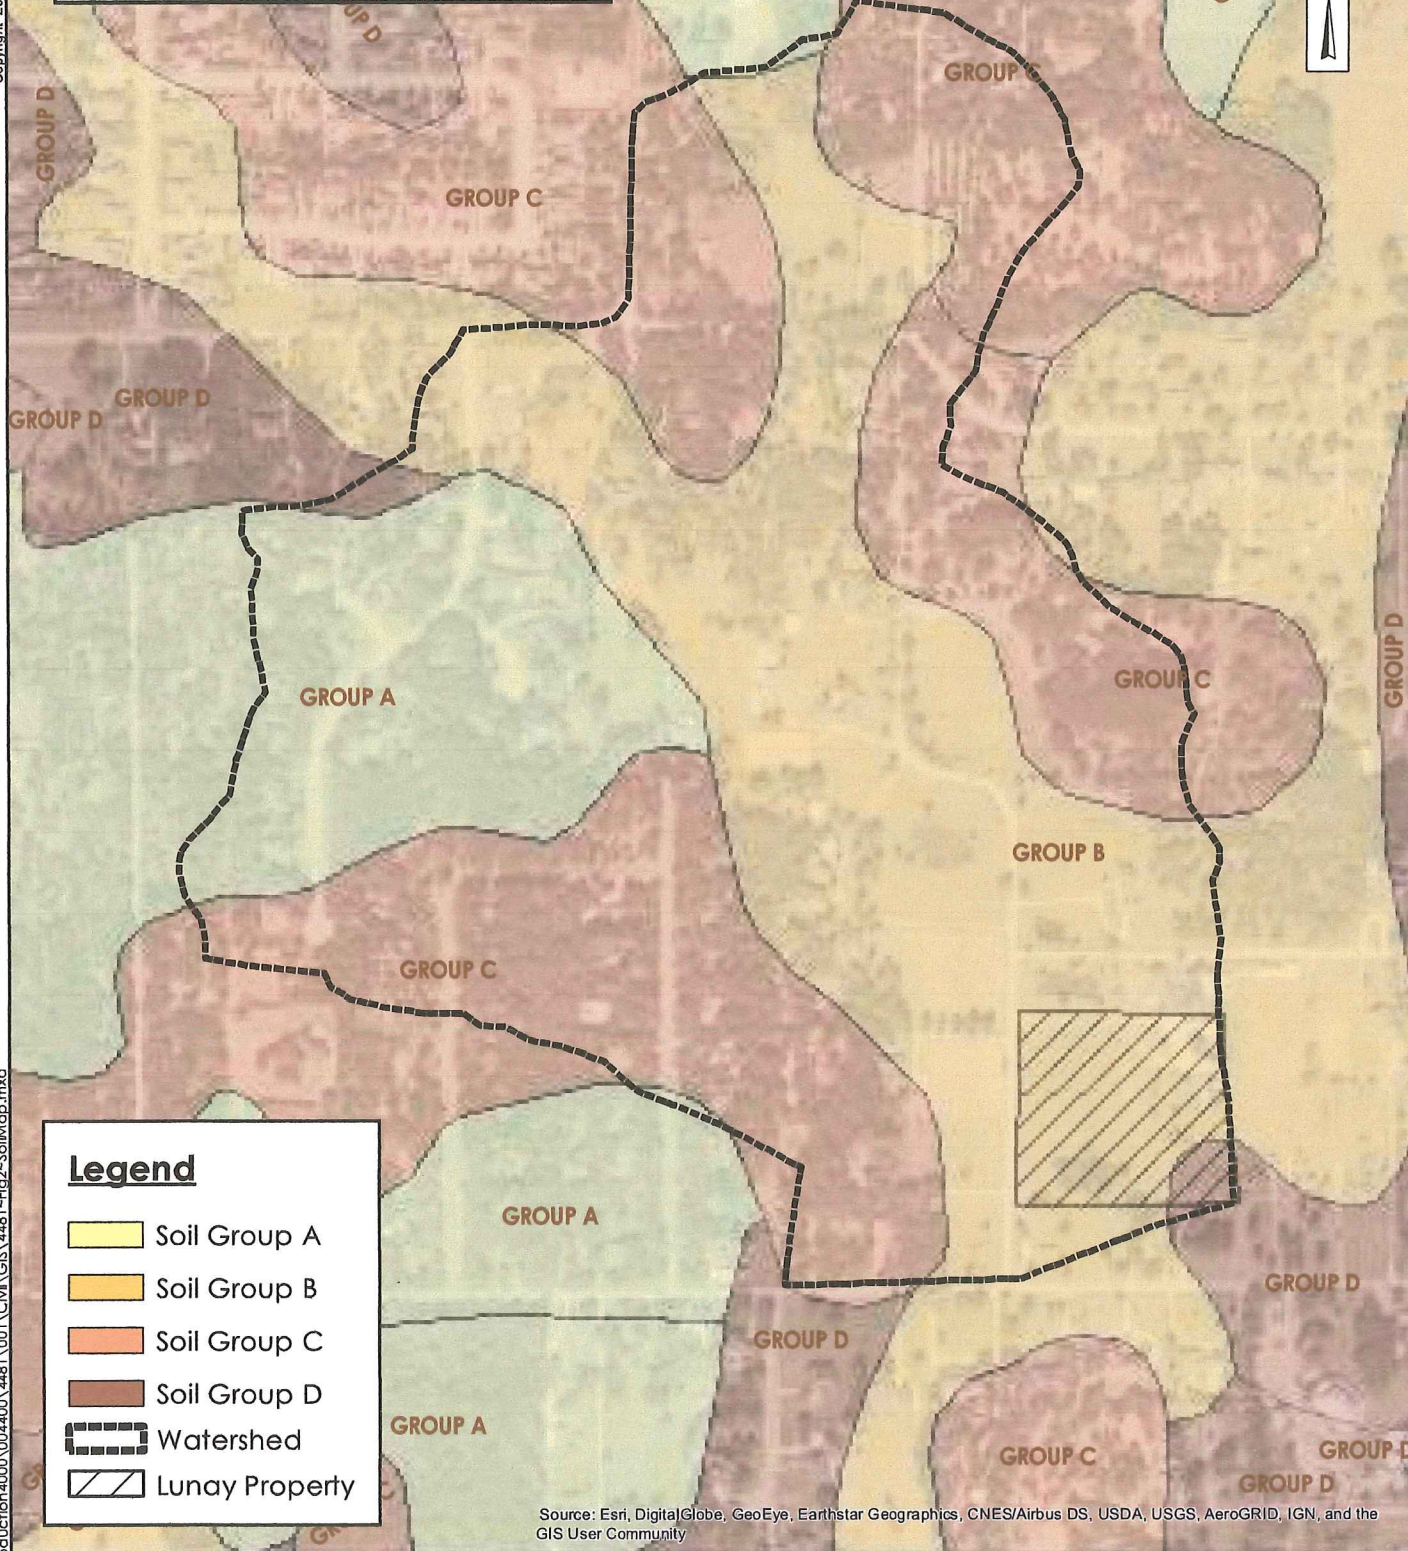 GROUP D
GROUP C
GROUP D
GROUP C
GROUP D
GROUP D
GROUP D
GROUP A
GROUP C
GROUP B
GROUP C
GROUP A
GROUP D
GROUP D
GROUP A
GROUP C
GROUP D
GROUP D
Legend
Soil Group A
Soil Group B
Soil Group C
Soil Group D
Watershed
Lunay Property
Source: Esri, DigitalGlobe, GeoEye, Earthstar Geographics, CNES/Airbus DS, USDA, USGS, AeroGRID, IGN, and the
GIS User Community